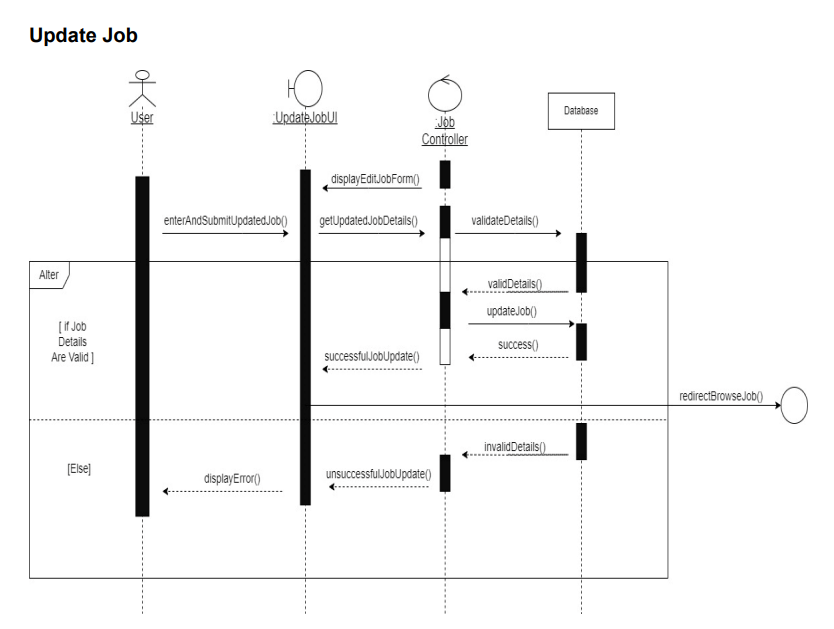 Update Job
User
:UpdateJobUI
:Job
Controller
Database
displayEditJobForm()
enterAndSubmitUpdatedJob()
getUpdatedJobDetails()
validateDetails()
Alter
validDetails()
[ if Job
Details
Are Valid ]
updateJob()
success()
successfulJobUpdate()
redirectBrowseJob()
[Else]
invalidDetails()
unsuccessfulJobUpdate()
displayError()